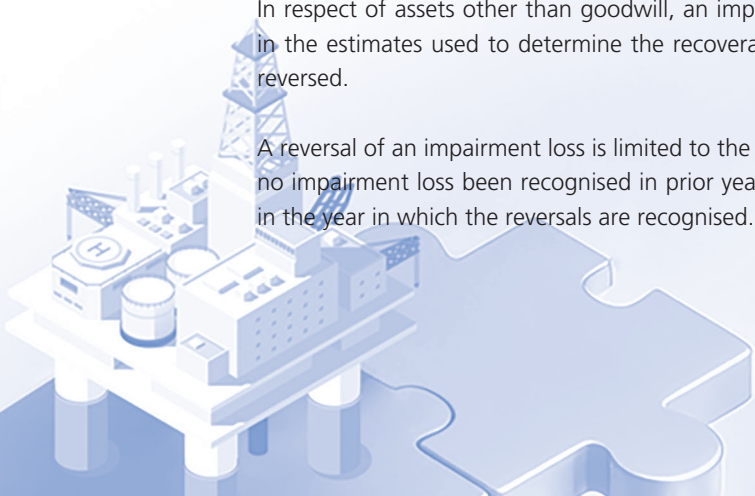 In respect of assets other than goodwill, an imp
in the estimates used to determine the recovera
reversed.
A reversal of an impairment loss is limited to the
no impairment loss been recognised in prior yea
in the year in which the reversals are recognised.
H